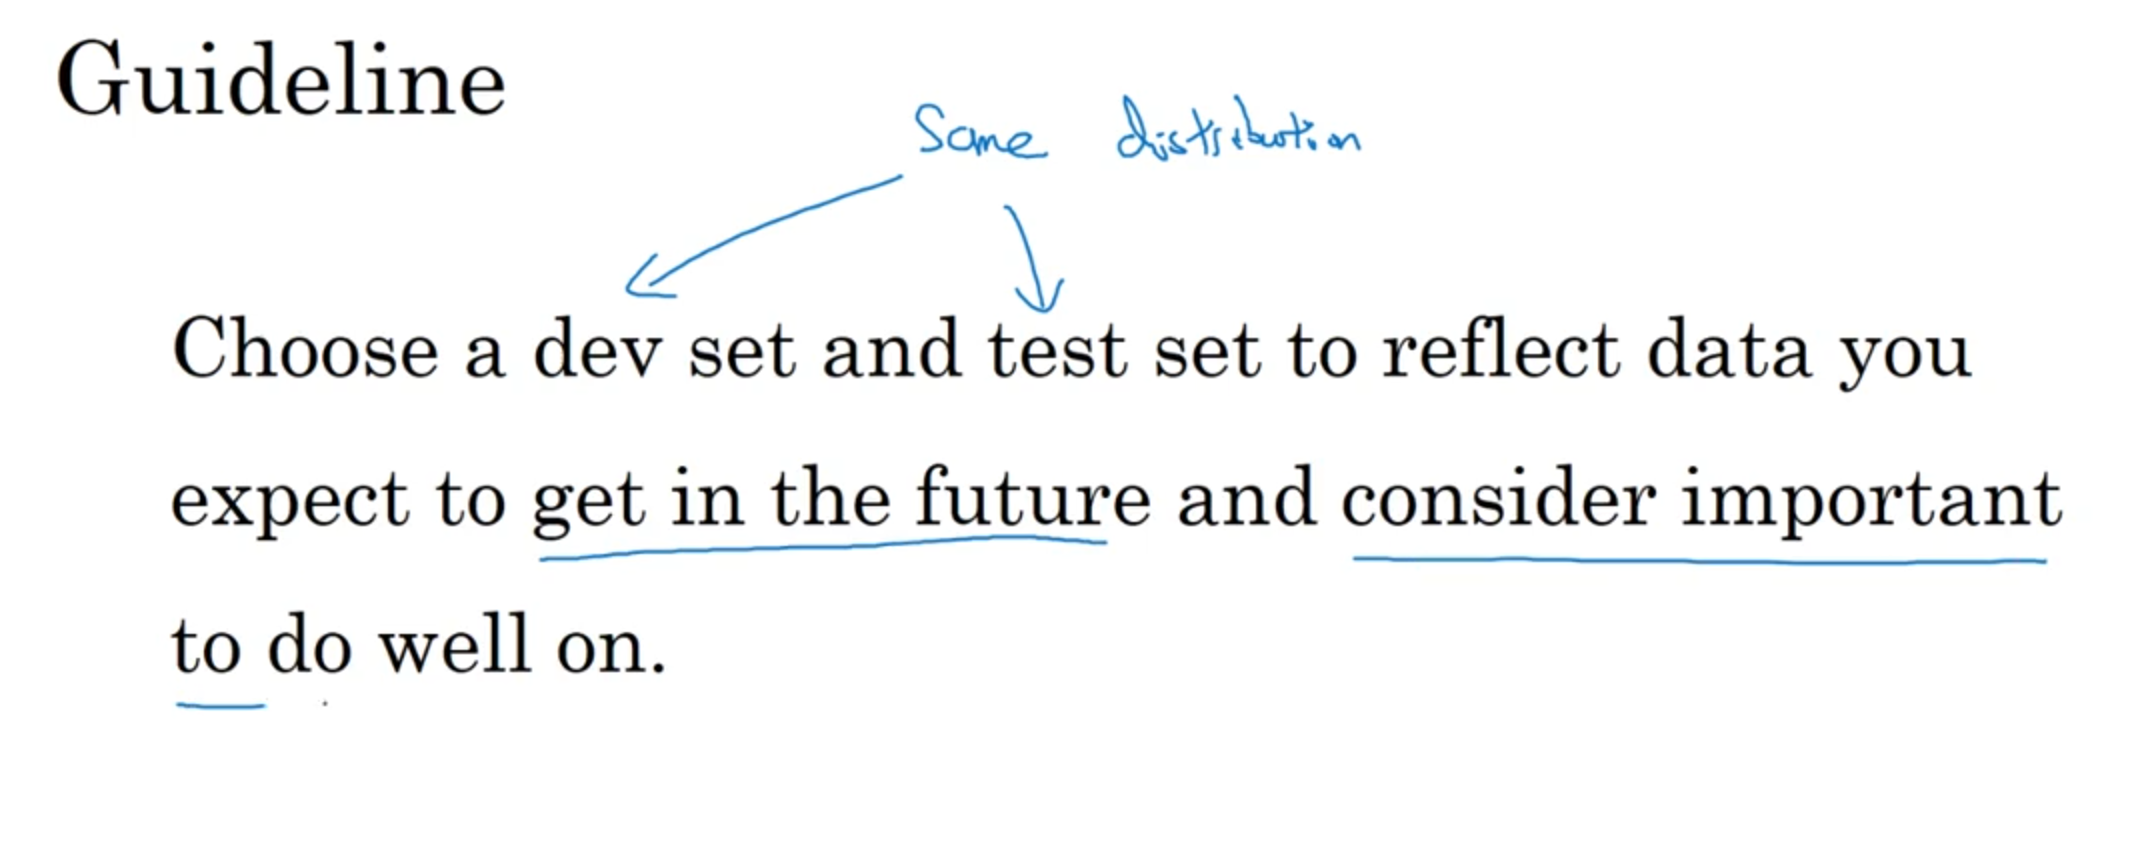 Guideline
Same distribution
Choose a dev set and test set to reflect data you
expect to get in the future and consider important
to do well on.